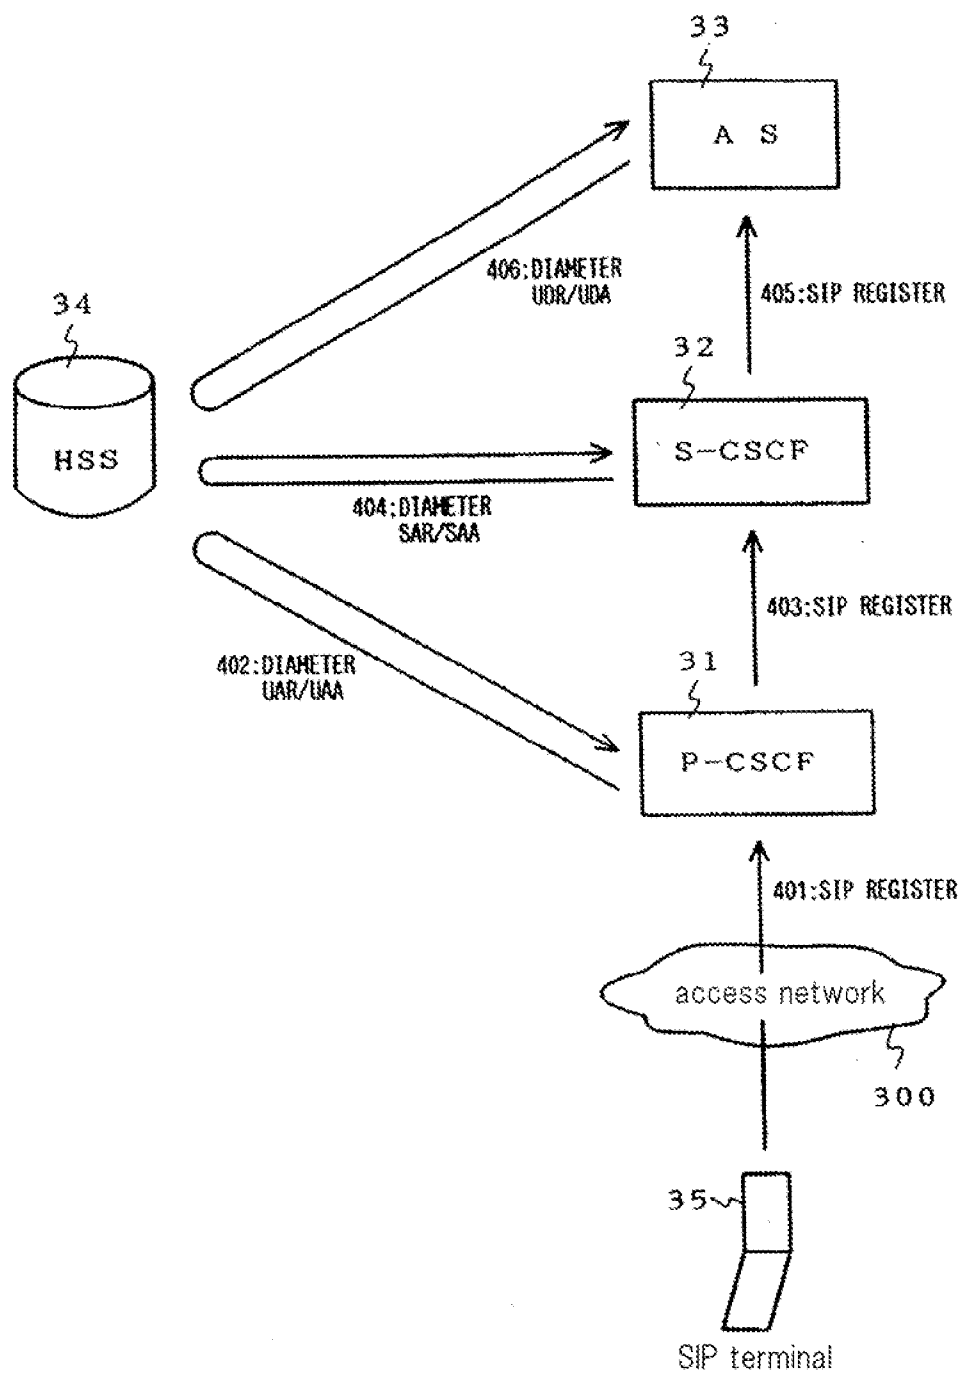 33
A S
406:DIAMETER
UDR/UDA
405:SIP REGISTER
34
32
HSS
S-CSCF
404:DIAMETER
SAR/SAA
403:SIP REGISTER
402:DIAMETER
UAR/UAA
31
P-CSCF
401:SIP REGISTER
access network
300
35
SIP terminal